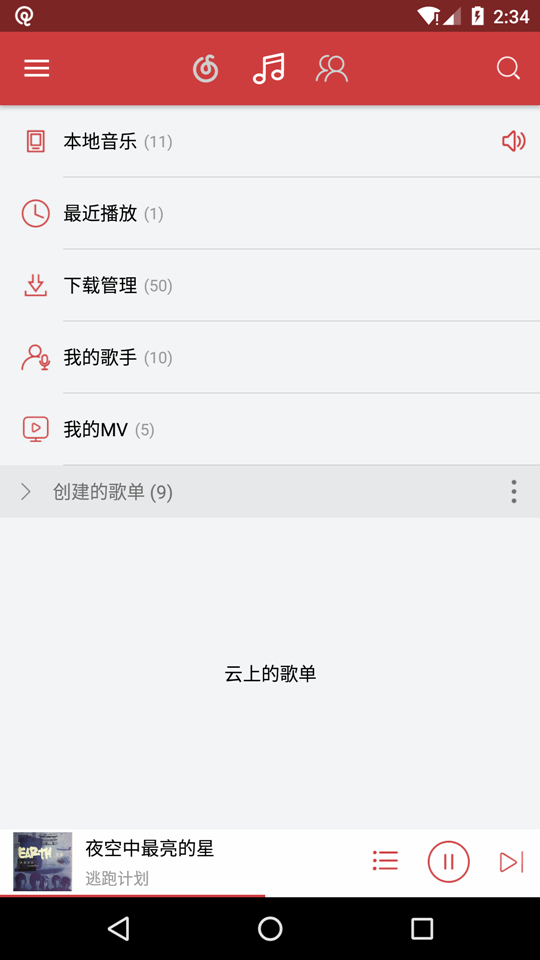 2:34
本地音乐 (11)
最近播放 (1)
下载管理 (50)
我的歌手 (10)
我的MV (5)
创建的歌单 (9)
云上的歌单
EARTH
夜空中最亮的星
逃跑计划